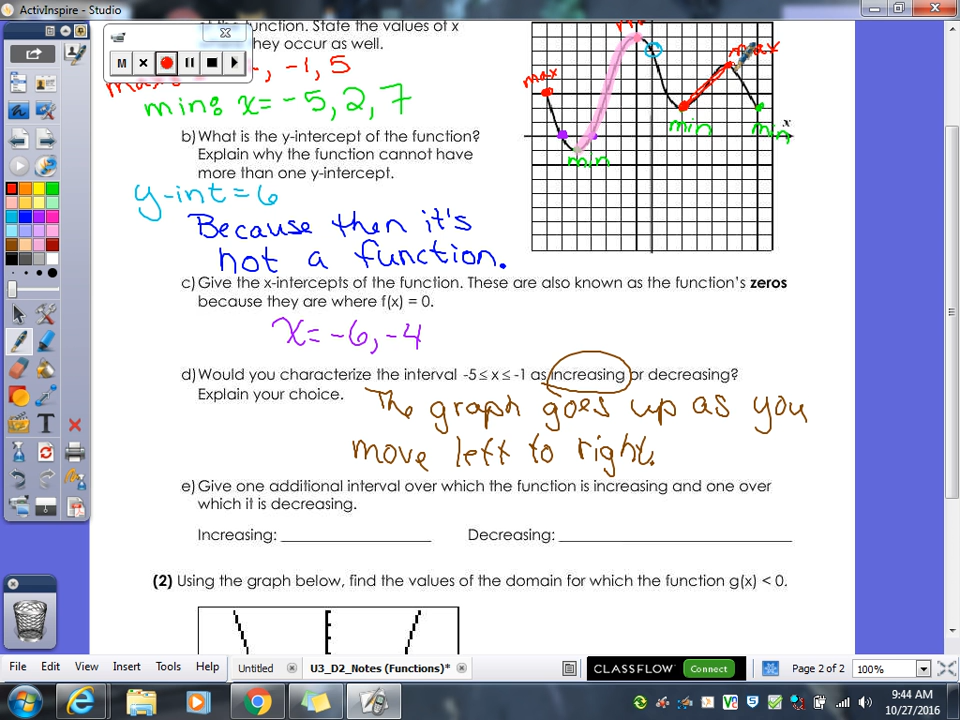 ActivInspire - Studio
of the function. State the values of x
they occur as well.
-1, 5
min: x = -5, 2, 7
b) What is the y-intercept of the function?
Explain why the function cannot have
more than one y-intercept.
y-int = 6
Because then it's
not a function.
max
max
min
min
min
x
c) Give the x-intercepts of the function. These are also known as the function's zeros
because they are where f(x) = 0.
x = -6, -4
d) Would you characterize the interval -5 ≤ x ≤ -1 as increasing or decreasing?
Explain your choice.
The graph goes up as you
move left to right.
e) Give one additional interval over which the function is increasing and one over
which it is decreasing.
Increasing: ____________________ Decreasing: ______________________________
(2) Using the graph below, find the values of the domain for which the function g(x) < 0.
File Edit View Insert Tools Help
Untitled
U3_D2_Notes (Functions)*
CLASSFLOW
Connect
Page 2 of 2
100%
9:44 AM
10/27/2016